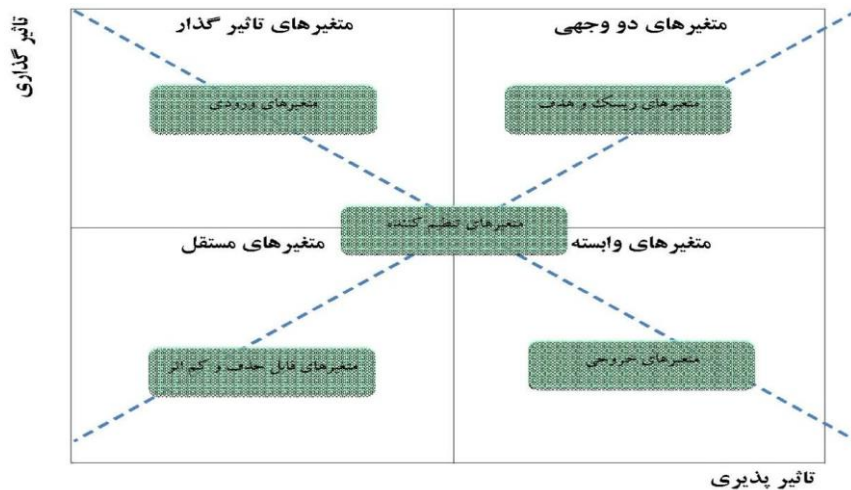 تاثیر گذاری
متغیرهای دو وجهی
متغیرهای تاثیر گذار
متغیرهای ریسک و هدف
متغیرهای ورودی
متغیرهای تنظیم کننده
متغیرهای وابسته
متغیرهای مستقل
متغیرهای خروجی
متغیرهای قابل حذف و کم اثر
تاثیر پذیری